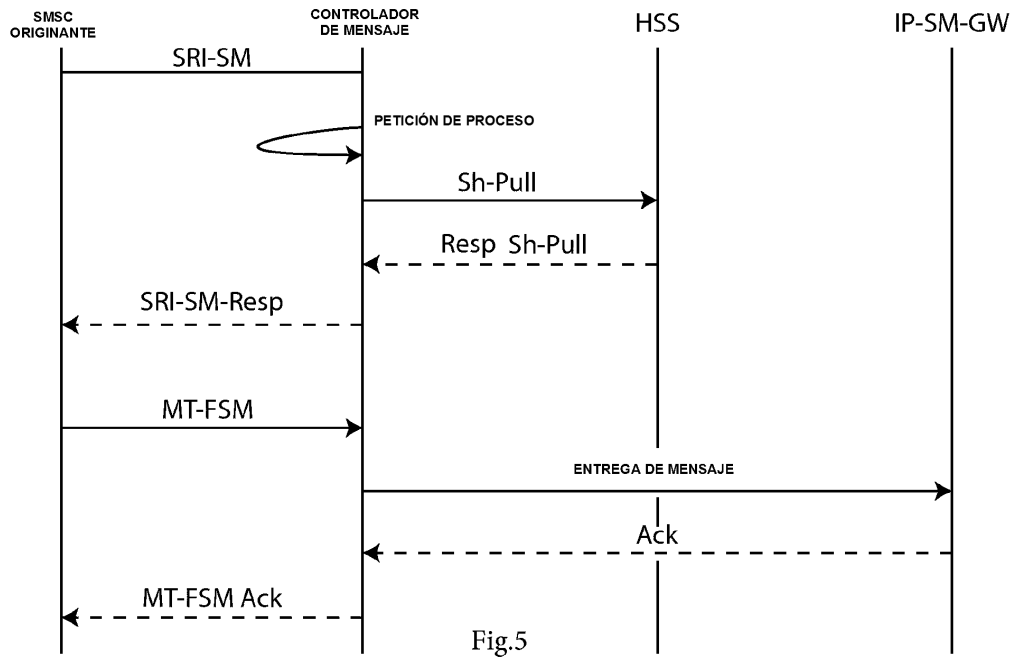 SMSC
ORIGINANTE
CONTROLADOR
DE MENSAJE
HSS
IP-SM-GW
SRI-SM
PETICIÓN DE PROCESO
Sh-Pull
Resp Sh-Pull
SRI-SM-Resp
MT-FSM
ENTREGA DE MENSAJE
Ack
MT-FSM Ack
Fig.5